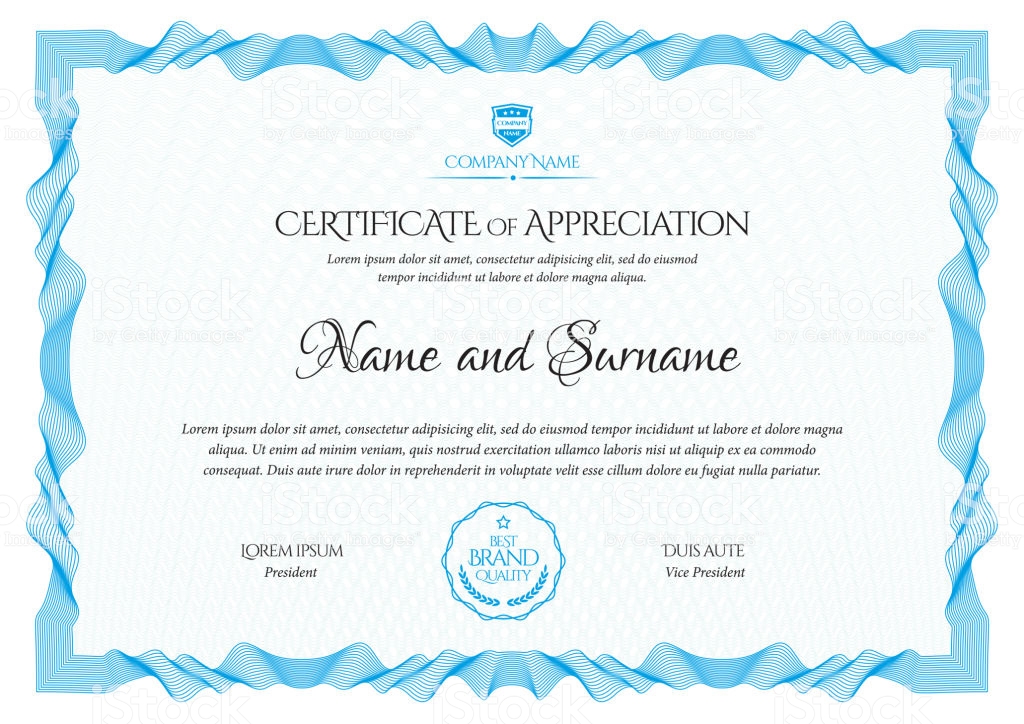 COMPANY
NAME
COMPANY NAME
CERTIFICATE OF APPRECIATION
Lorem ipsum dolor sit amet, consectetur adipisicing elit, sed do eiusmod
tempor incididunt ut labore et dolore magna aliqua.
Name and Surname
Lorem ipsum dolor sit amet, consectetur adipisicing elit, sed do eiusmod tempor incididunt ut labore et dolore magna
aliqua. Ut enim ad minim veniam, quis nostrud exercitation ullamco laboris nisi ut aliquip ex ea commodo
consequat. Duis aute irure dolor in reprehenderit in voluptate velit esse cillum dolore eu fugiat nulla pariatur.
LOREM IPSUM
President
BEST
BRAND
QUALITY
DUIS AUTE
Vice President
iStock
by Getty Images™